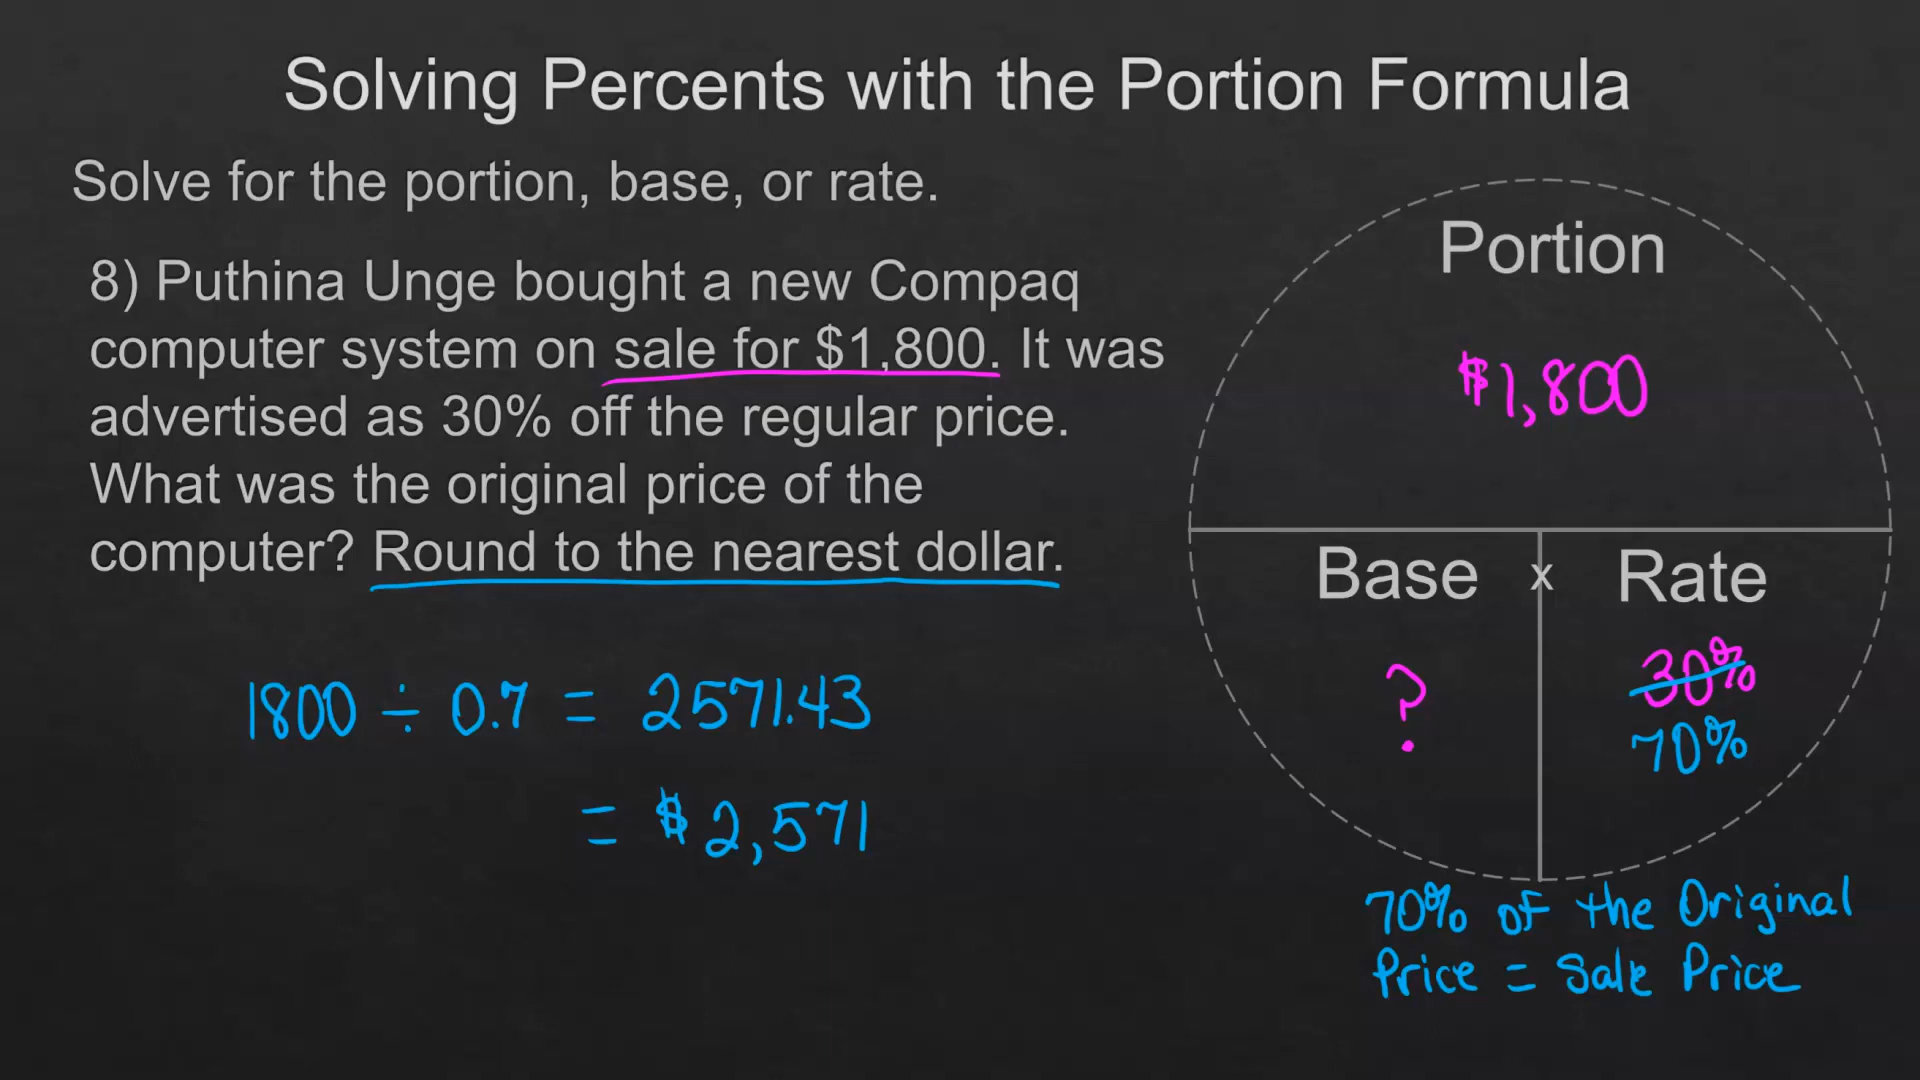 Solving Percents with the Portion Formula
Solve for the portion, base, or rate.
8) Puthina Unge bought a new Compaq
computer system on sale for $1,800. It was
advertised as 30% off the regular price.
What was the original price of the
computer? Round to the nearest dollar.
1800 ÷ 0.7 = 2571.43
= $2,571
Portion
$1,800
Base x Rate
? 30%
70%
70% of the Original
Price = Sale Price